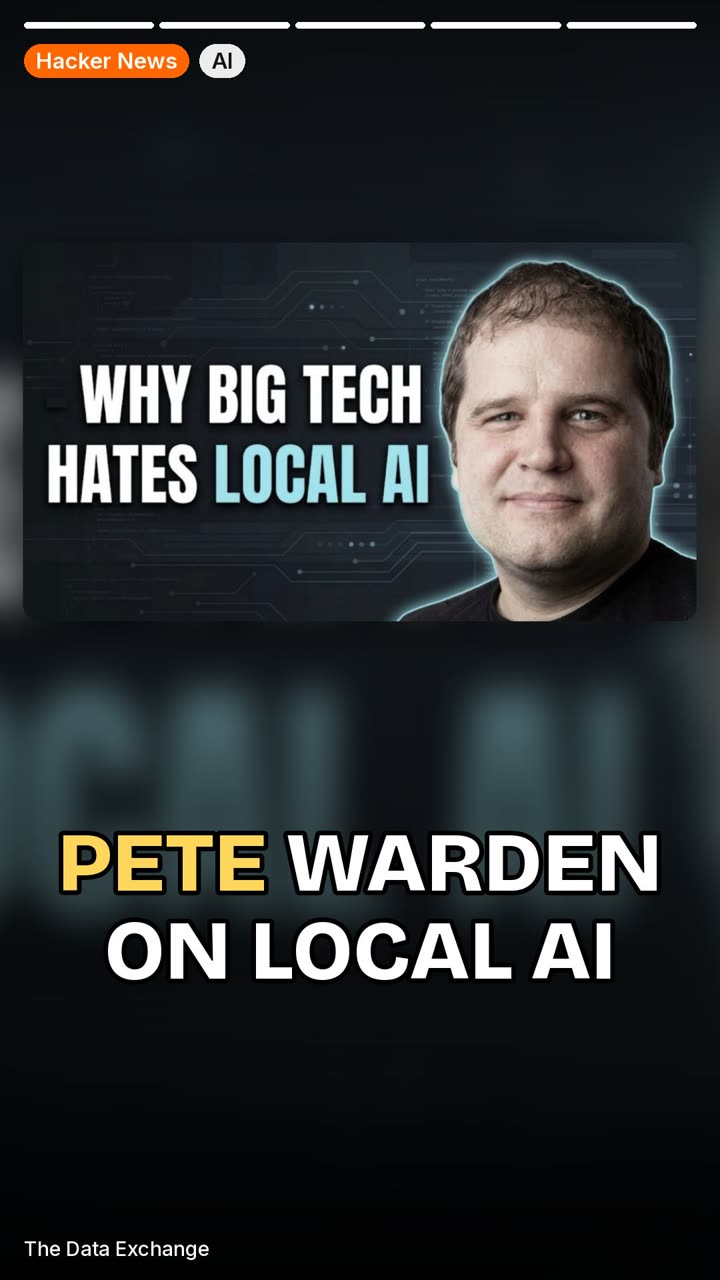 Hacker News
AI
WHY BIG TECH
HATES LOCAL AI
PETE WARDEN
ON LOCAL AI
The Data Exchange